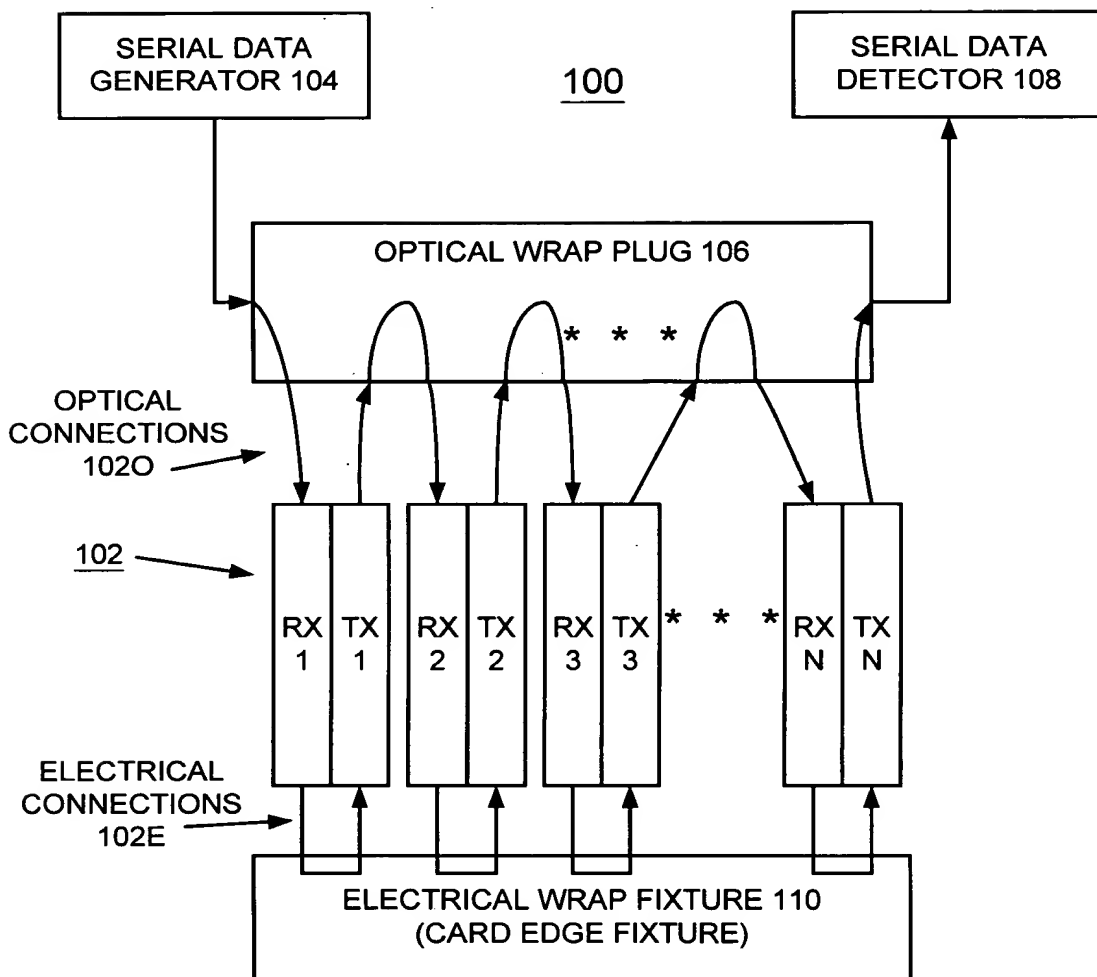 SERIAL DATA
GENERATOR 104
100
SERIAL DATA
DETECTOR 108
OPTICAL WRAP PLUG 106
* * *
OPTICAL
CONNECTIONS
102O
102
RX
1
TX
1
RX
2
TX
2
RX
3
TX
3
* * *
RX
N
TX
N
ELECTRICAL
CONNECTIONS
102E
ELECTRICAL WRAP FIXTURE 110
(CARD EDGE FIXTURE)